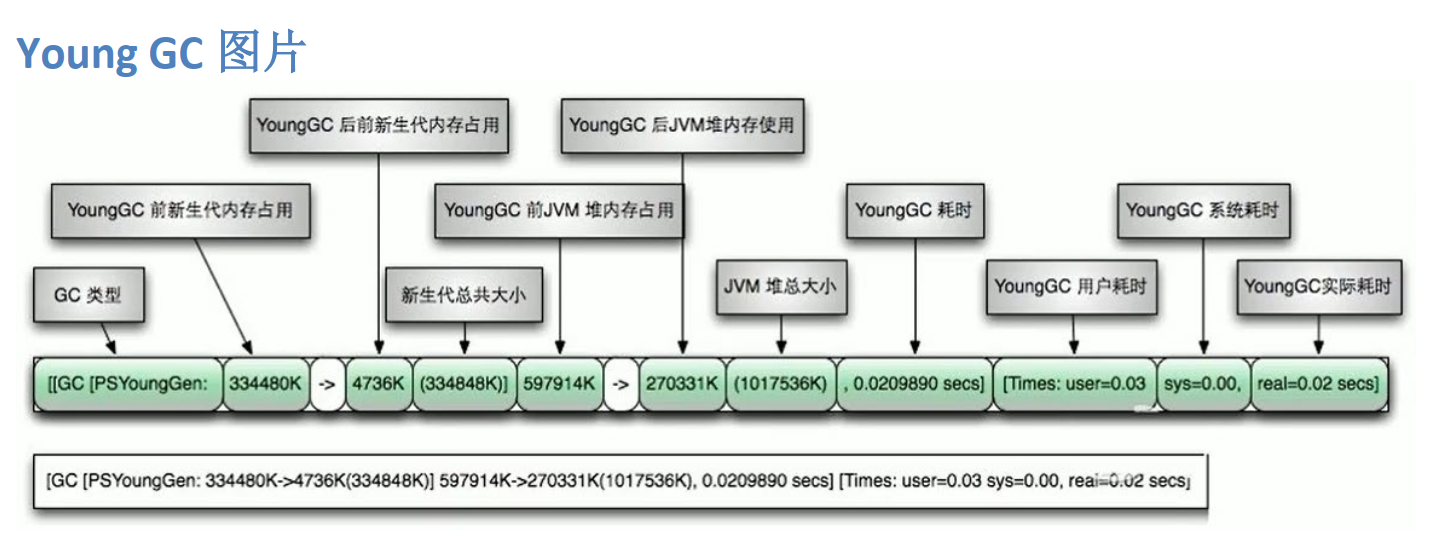 Young GC 图片
YoungGC 后前新生代内存占用
YoungGC 后JVM堆内存使用
YoungGC 前新生代内存占用
YoungGC 前JVM 堆内存占用
YoungGC 耗时
YoungGC 系统耗时
GC 类型
新生代总共大小
JVM 堆总大小
YoungGC 用户耗时
YoungGC实际耗时
[[GC [PSYoungGen: 334480K -> 4736K (334848K)] 597914K -> 270331K (1017536K) , 0.0209890 secs] [Times: user=0.03 sys=0.00, real=0.02 secs]
[GC [PSYoungGen: 334480K->4736K(334848K)] 597914K->270331K(1017536K), 0.0209890 secs] [Times: user=0.03 sys=0.00, real=0.02 secs]